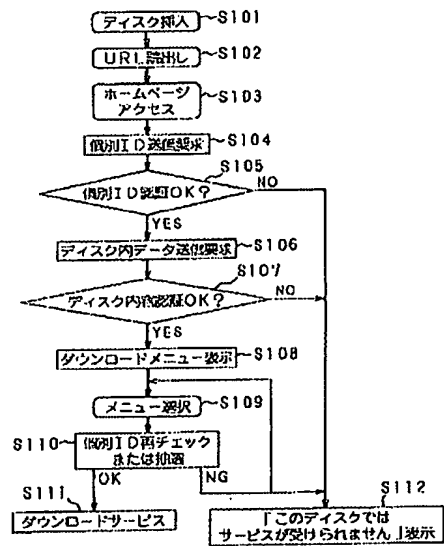 ディスク挿入
S101
URL読出し
S102
ホームページ
アクセス
S103
個別ID送信要求
S104
S105
個別ID認証OK?
NO
YES
ディスク内データ送信要求
S106
S107
ディスク内容認証OK?
NO
YES
ダウンロードメニュー表示
S108
メニュー選択
S109
S110
個別ID再チェック
または抽選
OK
NG
S111
ダウンロードサービス
S112
「このディスクでは
サービスが受けられません」表示